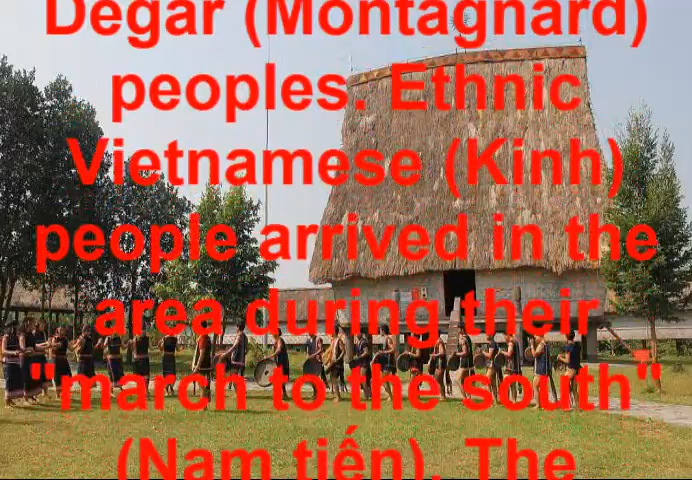 Degar (Montagnard)
peoples. Ethnic
Vietnamese (Kinh)
people arrived in the
area during their
"march to the south"
(Nam tiến). The